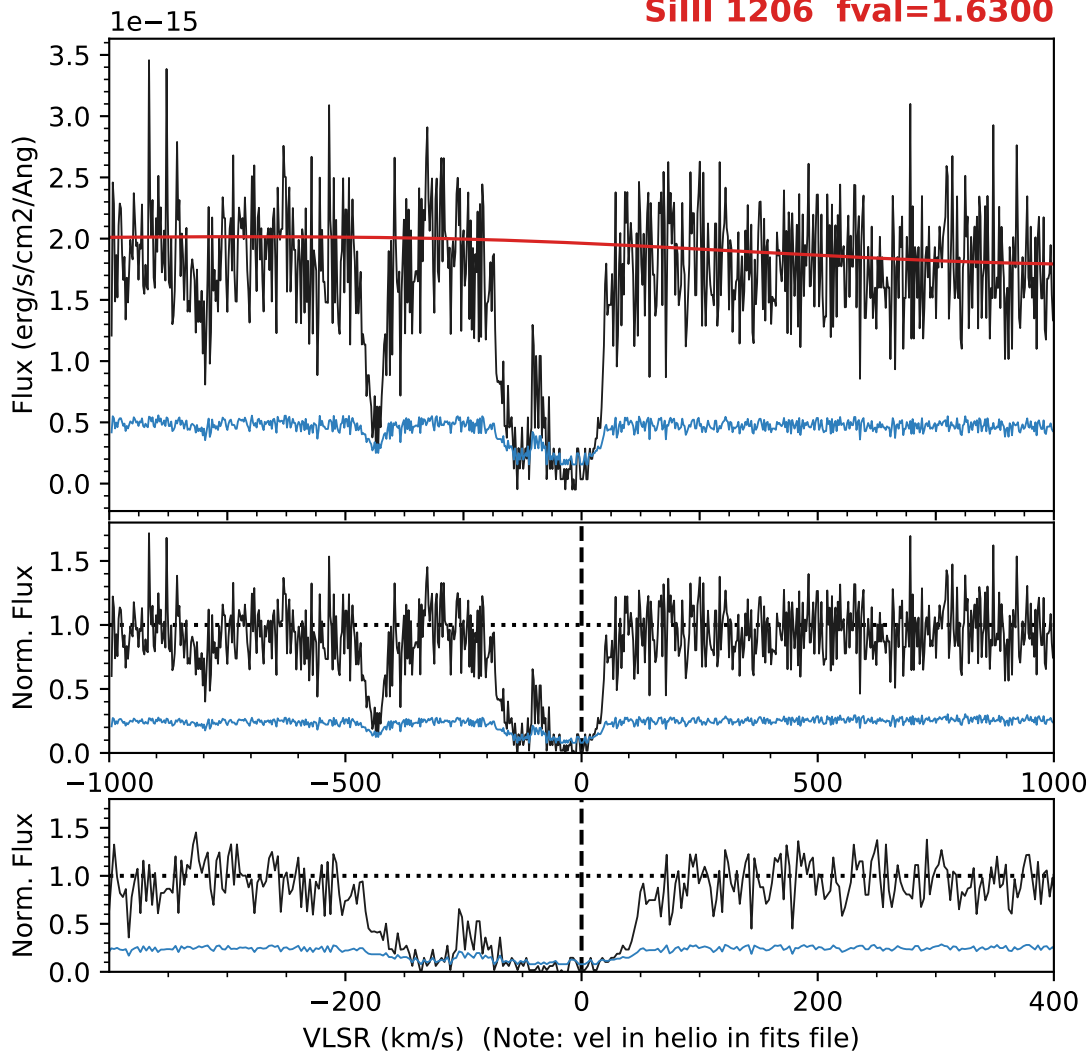 SiIII 1206 fval=1.6300
1e−15
3.5
3.0
2.5
2.0
1.5
1.0
0.5
0.0
Flux (erg/s/cm2/Ang)
1.5
1.0
0.5
0.0
Norm. Flux
−1000 −500 0 500 1000
1.5
1.0
0.5
0.0
Norm. Flux
−200 0 200 400
VLSR (km/s) (Note: vel in helio in fits file)